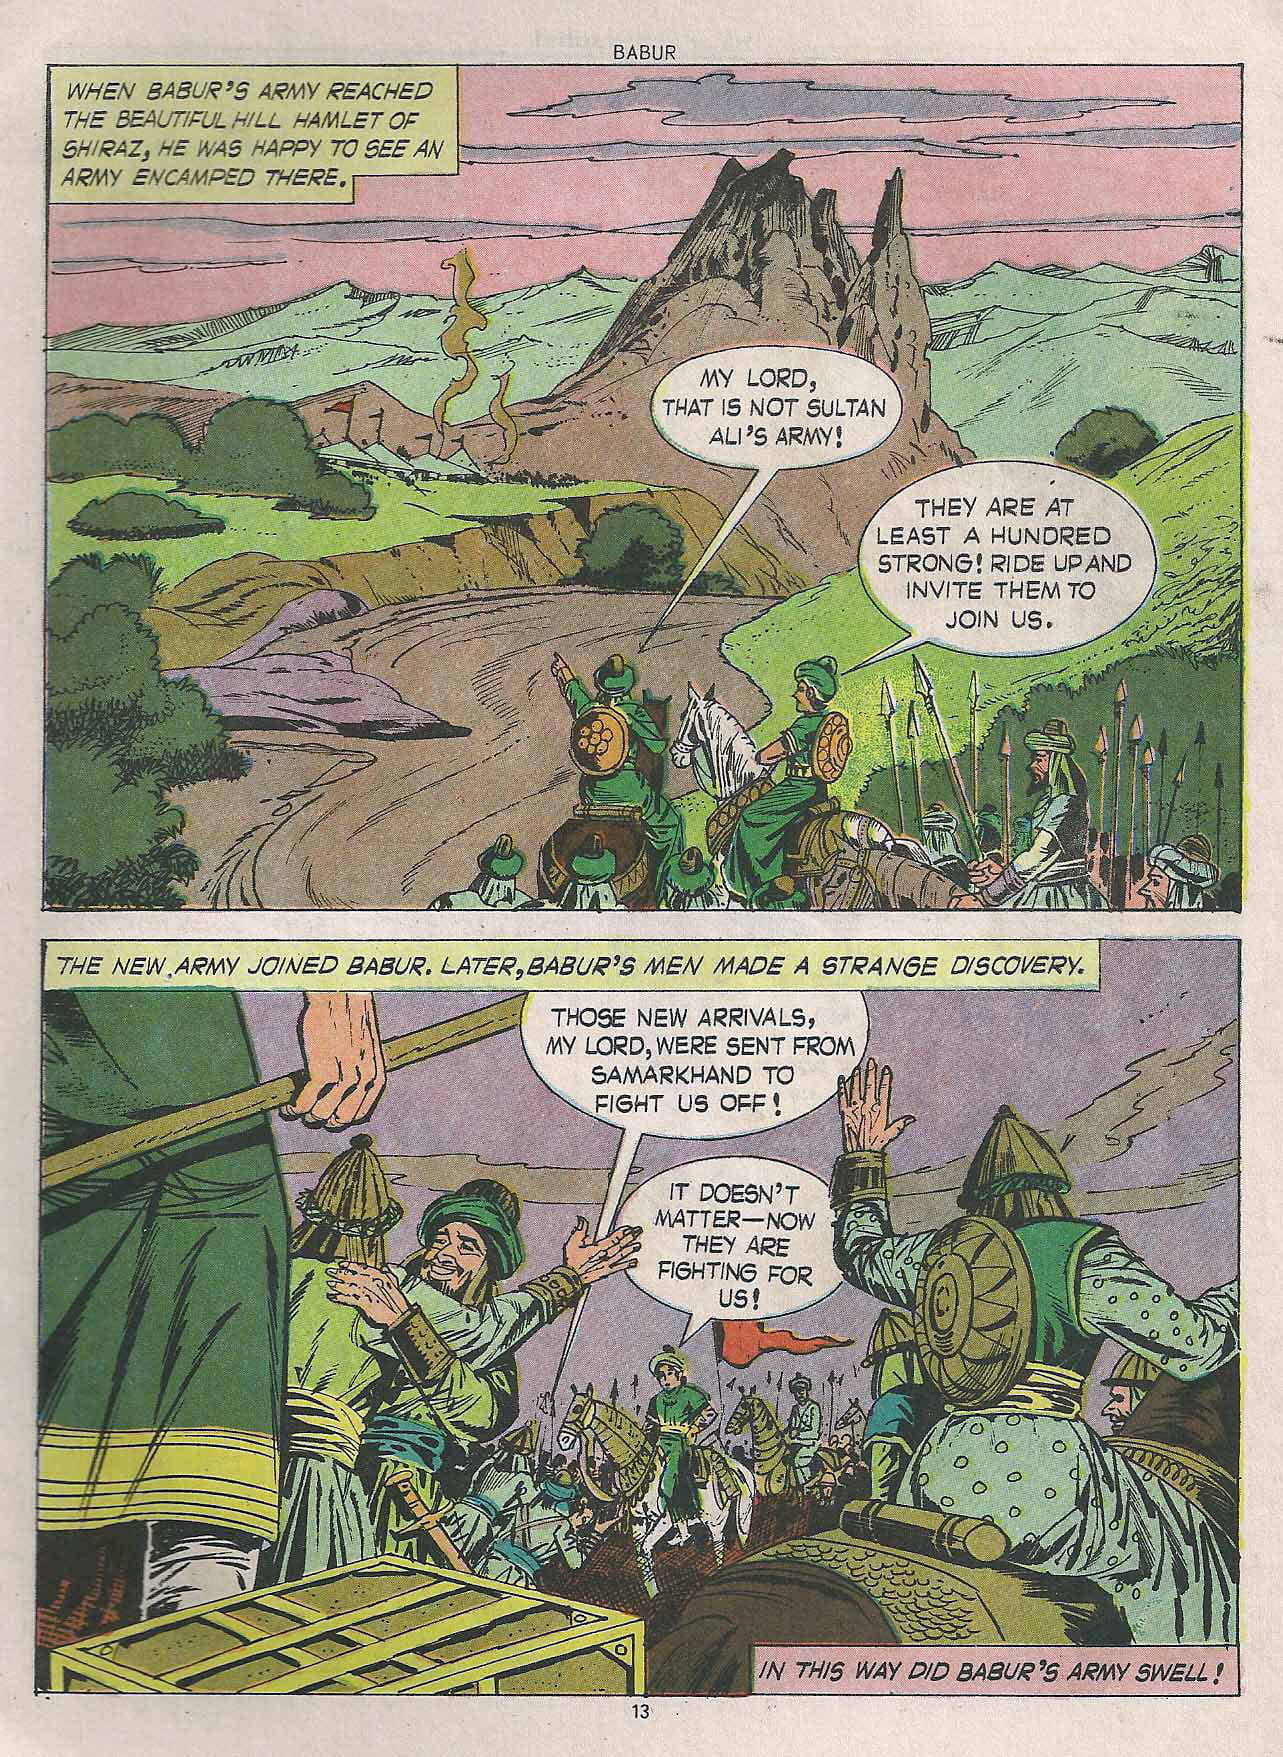 BABUR
WHEN BABUR'S ARMY REACHED
THE BEAUTIFUL HILL HAMLET OF
SHIRAZ, HE WAS HAPPY TO SEE AN
ARMY ENCAMPED THERE.
MY LORD,
THAT IS NOT SULTAN
ALI'S ARMY!
THEY ARE AT
LEAST A HUNDRED
STRONG! RIDE UP AND
INVITE THEM TO
JOIN US.
THE NEW ARMY JOINED BABUR. LATER, BABUR'S MEN MADE A STRANGE DISCOVERY.
THOSE NEW ARRIVALS,
MY LORD, WERE SENT FROM
SAMARKHAND TO
FIGHT US OFF!
IT DOESN'T
MATTER—NOW
THEY ARE
FIGHTING FOR
US!
IN THIS WAY DID BABUR'S ARMY SWELL!
13